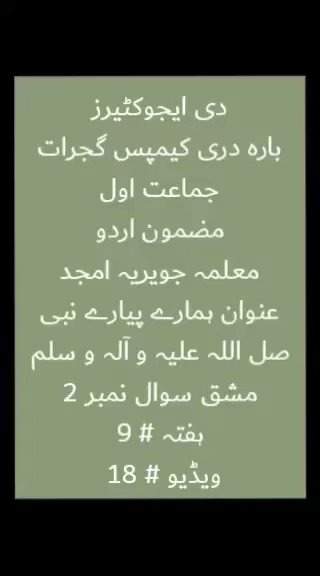 دی ایجوکٹیرز
بارہ دری کیمپس گجرات
جماعت اول
مضمون اردو
معلمہ جویریہ امجد
عنوان ہمارے پیارے نبی
صل اللہ علیہ و آلہ و سلم
مشق سوال نمبر 2
ہفتہ # 9
ویڈیو # 18